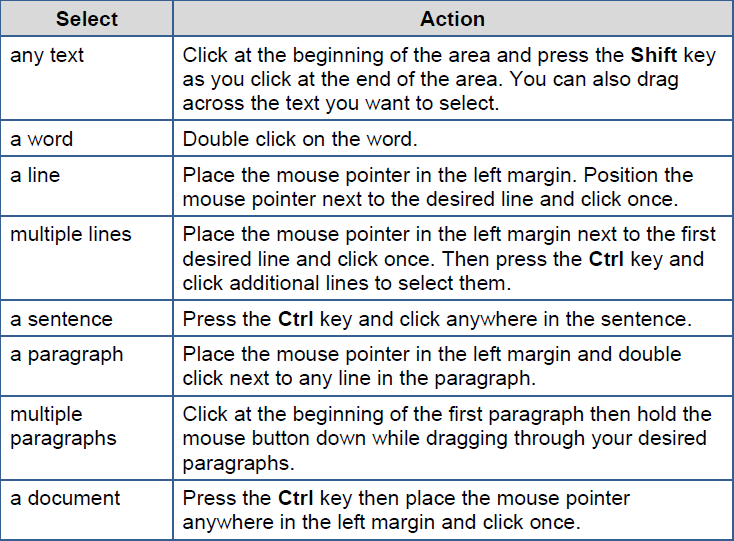 Select Action
any text Click at the beginning of the area and press the Shift key
as you click at the end of the area. You can also drag
across the text you want to select.
a word Double click on the word.
a line Place the mouse pointer in the left margin. Position the
mouse pointer next to the desired line and click once.
multiple lines Place the mouse pointer in the left margin next to the first
desired line and click once. Then press the Ctrl key and
click additional lines to select them.
a sentence Press the Ctrl key and click anywhere in the sentence.
a paragraph Place the mouse pointer in the left margin and double
click next to any line in the paragraph.
multiple Click at the beginning of the first paragraph then hold the
paragraphs mouse button down while dragging through your desired
paragraphs.
a document Press the Ctrl key then place the mouse pointer
anywhere in the left margin and click once.